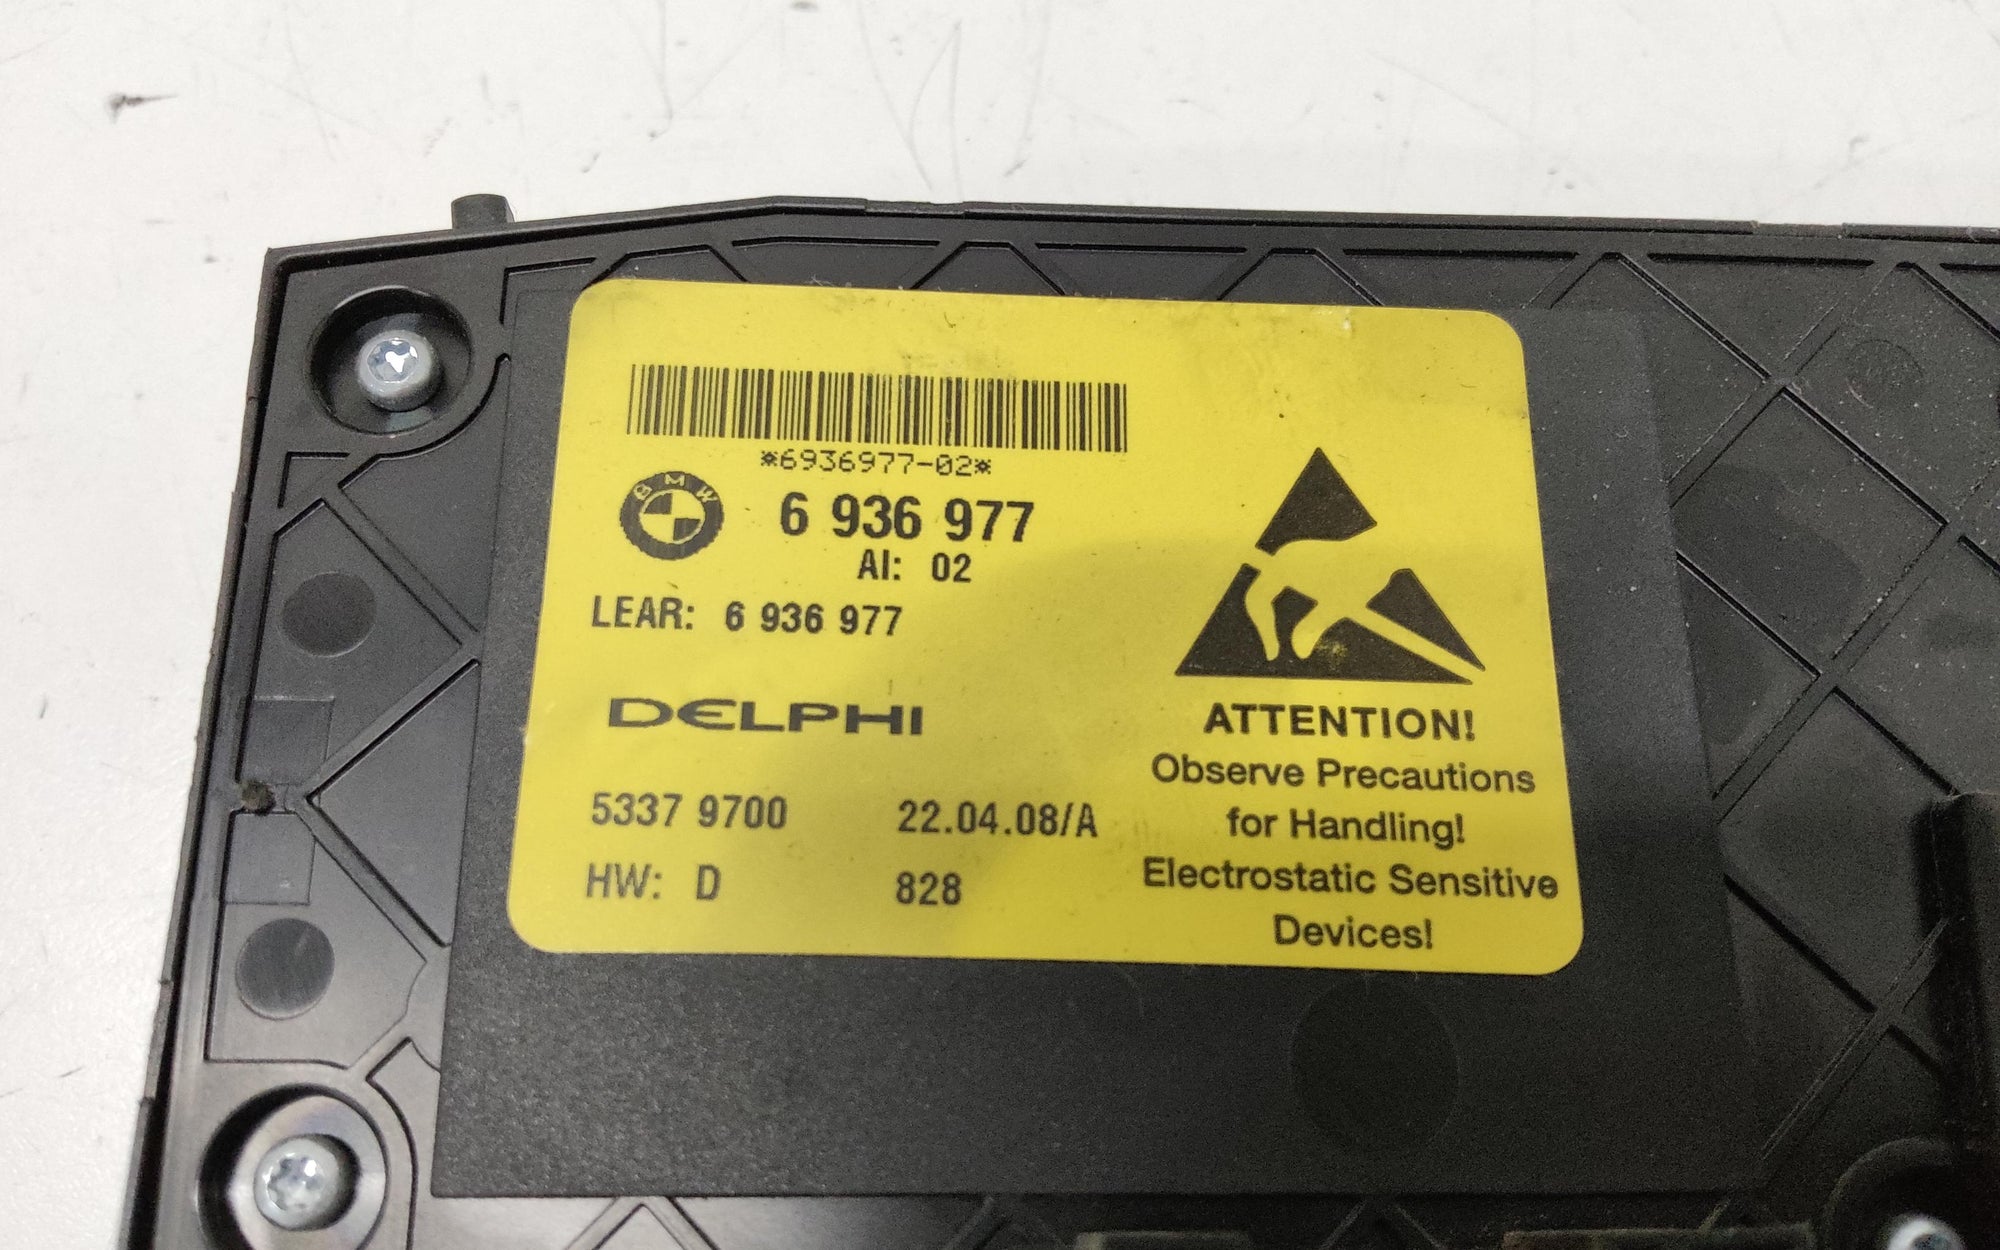 *6936977-02*
BMW
6 936 977
AI: 02
LEAR: 6 936 977
DELPHI
5337 9700
22.04.08/A
HW: D
828
ATTENTION!
Observe Precautions
for Handling!
Electrostatic Sensitive
Devices!